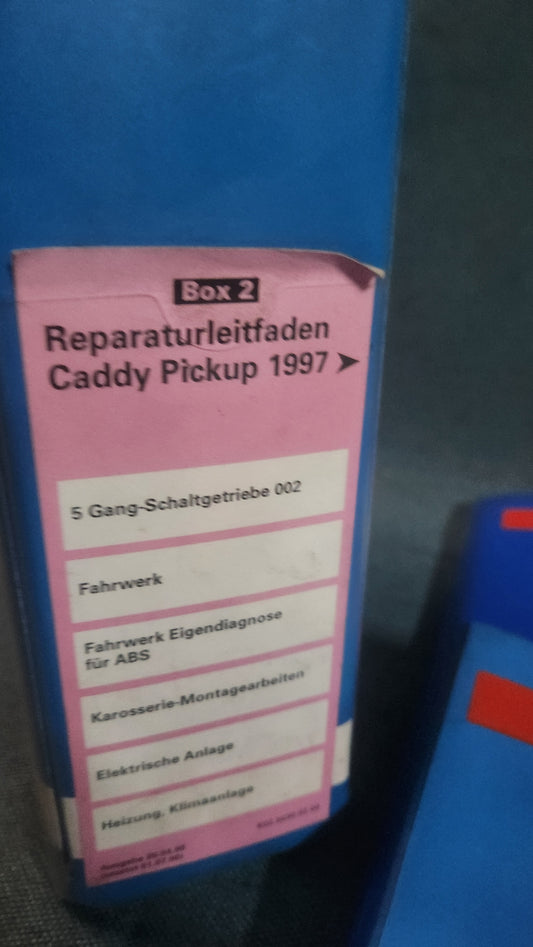 Box 2
Reparaturleitfaden
Caddy Pickup 1997 ➤
5 Gang-Schaltgetriebe 002
Fahrwerk
Fahrwerk Eigendiagnose
für ABS
Karosserie-Montagearbeiten
Elektrische Anlage
Heizung, Klimaanlage
Ausgabe